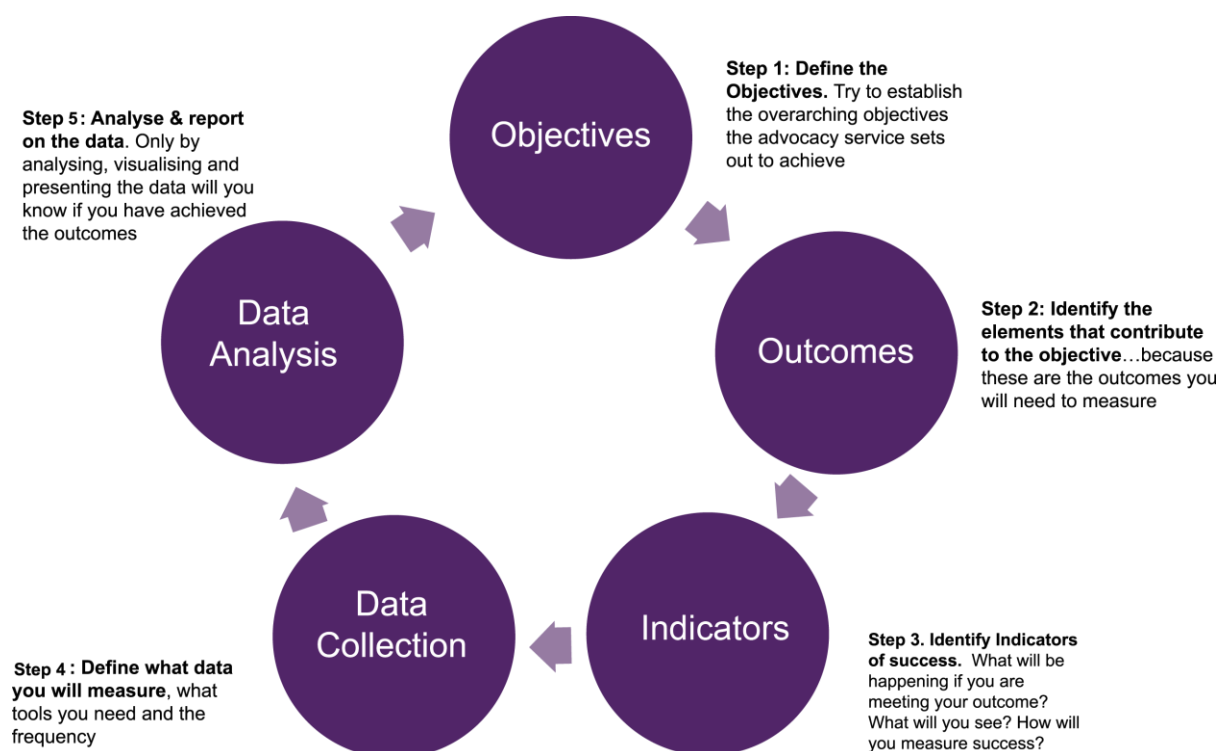 Objectives
Step 1: Define the
Objectives. Try to establish
the overarching objectives
the advocacy service sets
out to achieve
Outcomes
Step 2: Identify the
elements that contribute
to the objective…because
these are the outcomes you
will need to measure
Indicators
Step 3. Identify Indicators
of success. What will be
happening if you are
meeting your outcome?
What will you see? How will
you measure success?
Data
Collection
Step 4 : Define what data
you will measure, what
tools you need and the
frequency
Data
Analysis
Step 5: Analyse & report
on the data. Only by
analysing, visualising and
presenting the data will you
know if you have achieved
the outcomes